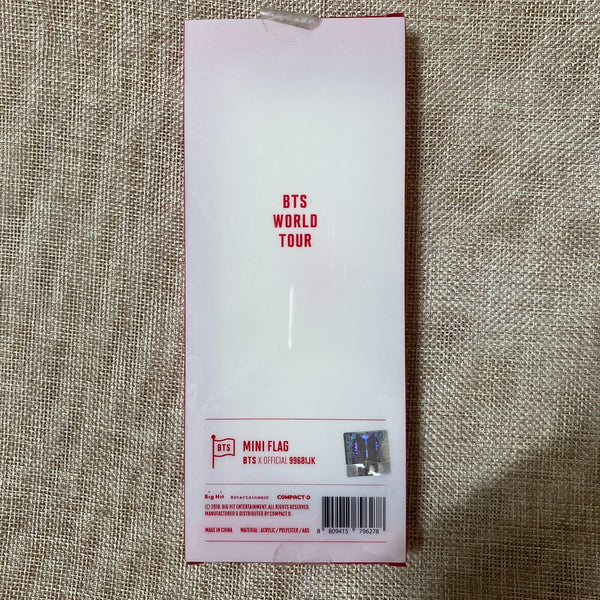 BTS
WORLD
TOUR
BTS
MINI FLAG
BTS X OFFICIAL 9968IJK
Big Hit Entertainment COMPACT:D
© 2018. BIG HIT ENTERTAINMENT. ALL RIGHTS RESERVED.
MANUFACTURED & DISTRIBUTED BY COMPACT.D.
MADE IN CHINA MATERIAL : ACRYLIC / POLYESTER / ABS
8 809415 796278